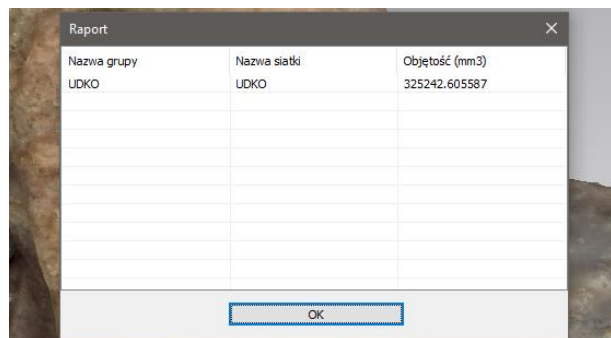 Raport
Nazwa grupy Nazwa siatki Objętość (mm3)
UDKO UDKO 325242.605587
OK